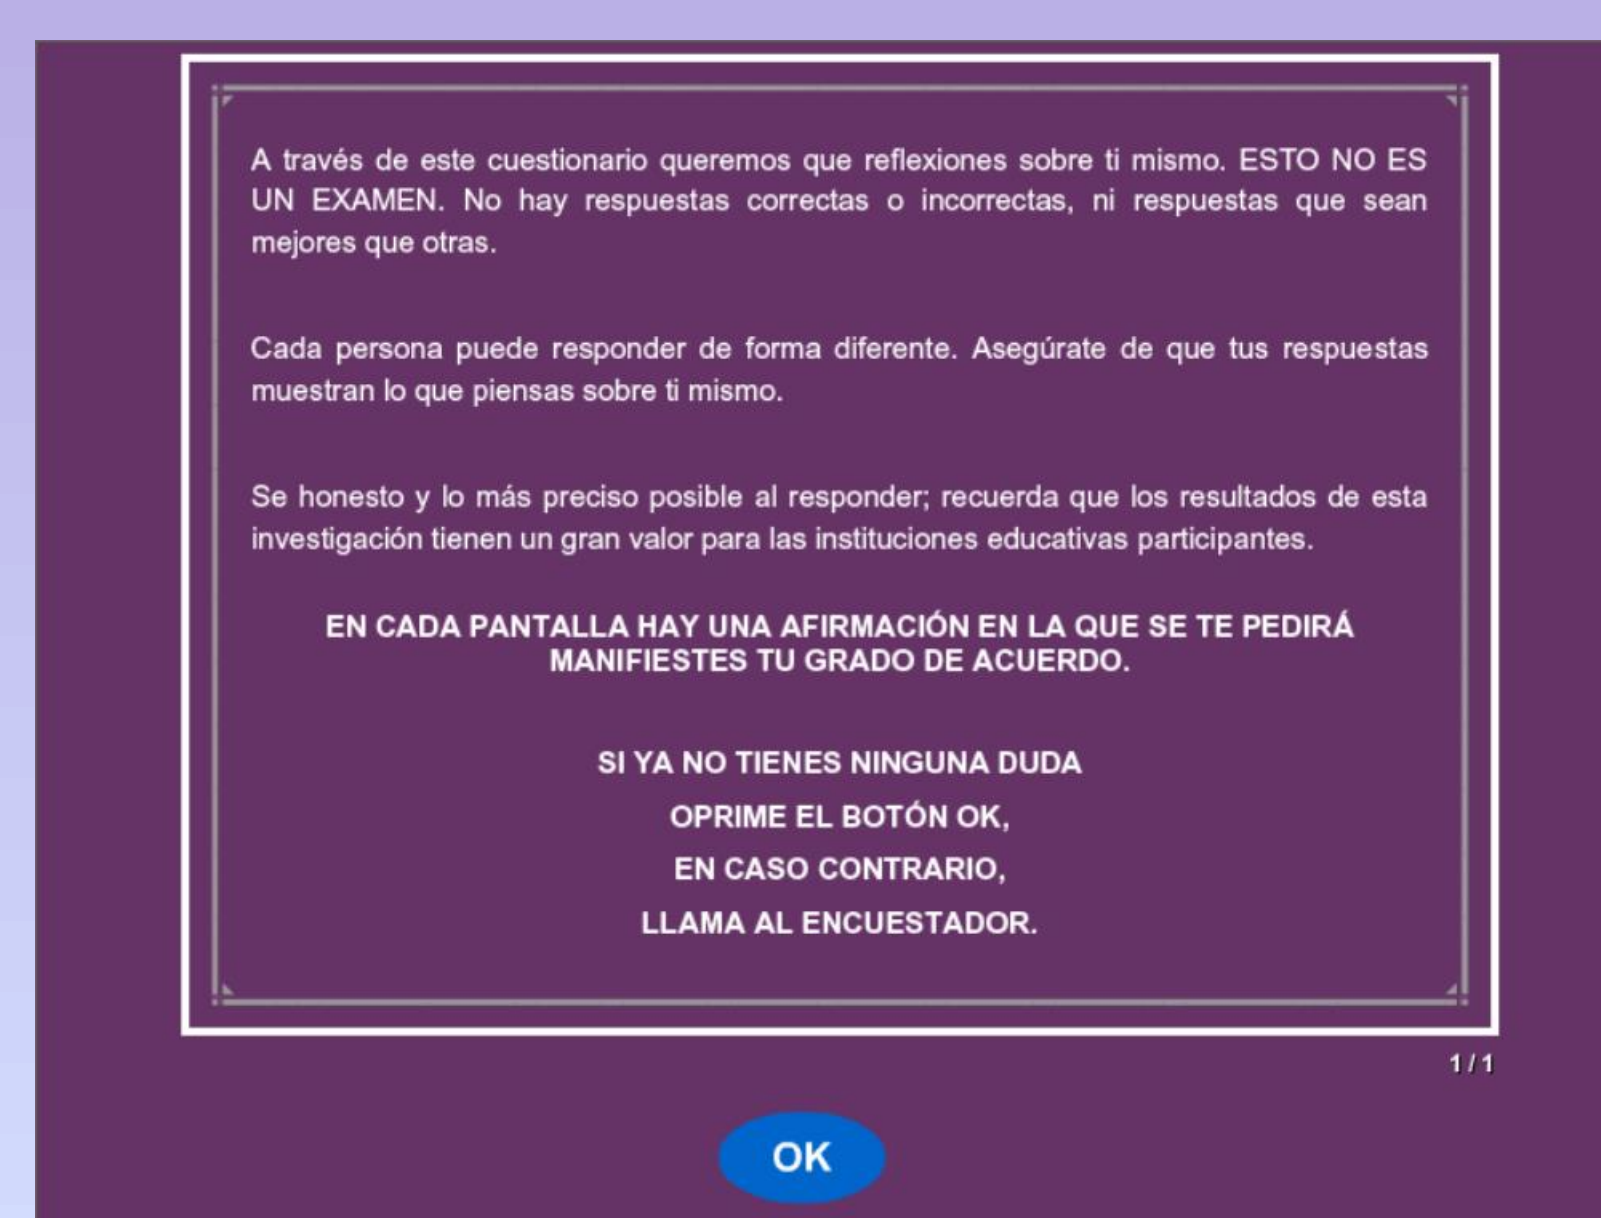 A través de este cuestionario queremos que reflexiones sobre ti mismo. ESTO NO ES
UN EXAMEN. No hay respuestas correctas o incorrectas, ni respuestas que sean
mejores que otras.
Cada persona puede responder de forma diferente. Asegúrate de que tus respuestas
muestran lo que piensas sobre ti mismo.
Se honesto y lo más preciso posible al responder; recuerda que los resultados de esta
investigación tienen un gran valor para las instituciones educativas participantes.
EN CADA PANTALLA HAY UNA AFIRMACIÓN EN LA QUE SE TE PEDIRÁ
MANIFIESTES TU GRADO DE ACUERDO.
SI YA NO TIENES NINGUNA DUDA
OPRIME EL BOTÓN OK,
EN CASO CONTRARIO,
LLAMA AL ENCUESTADOR.
1 / 1
OK